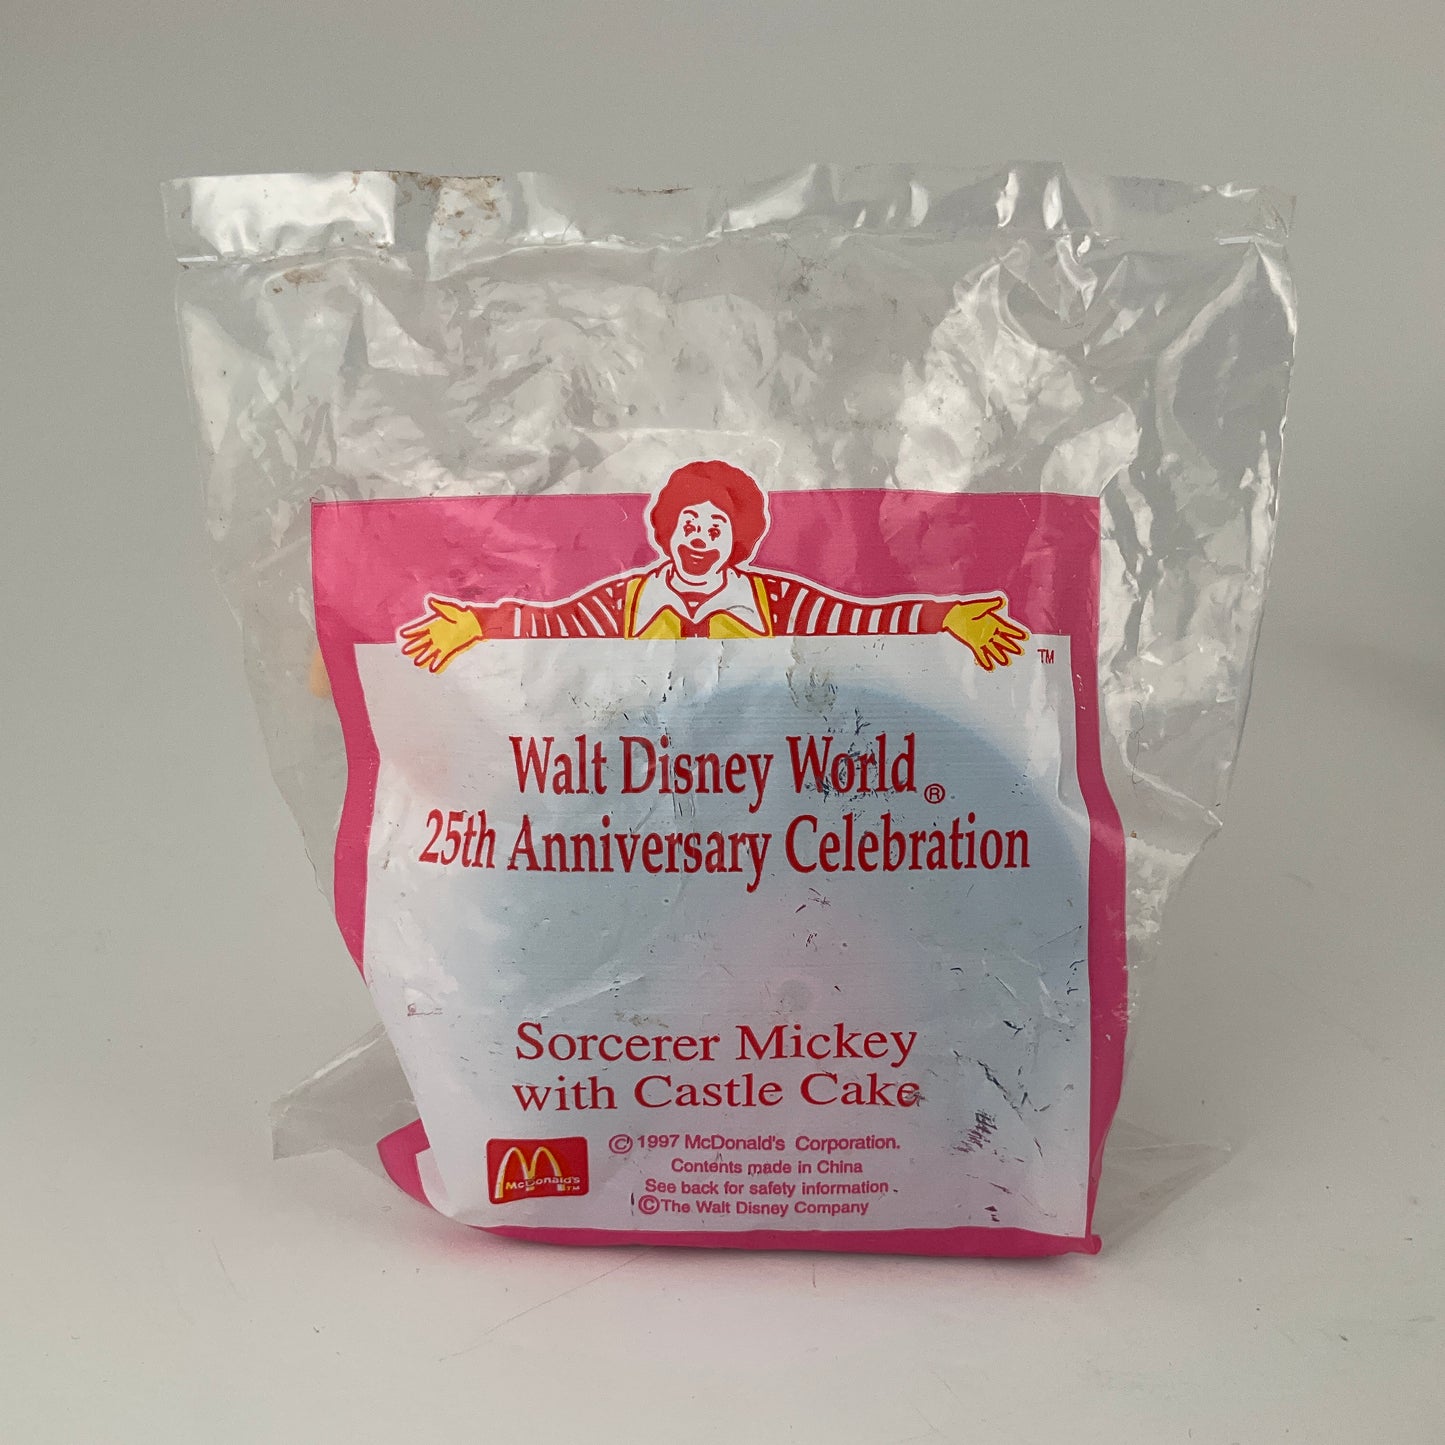 TM
Walt Disney World®
25th Anniversary Celebration
Sorcerer Mickey
with Castle Cake
McDonald's TM
© 1997 McDonald's Corporation.
Contents made in China
See back for safety information.
©The Walt Disney Company